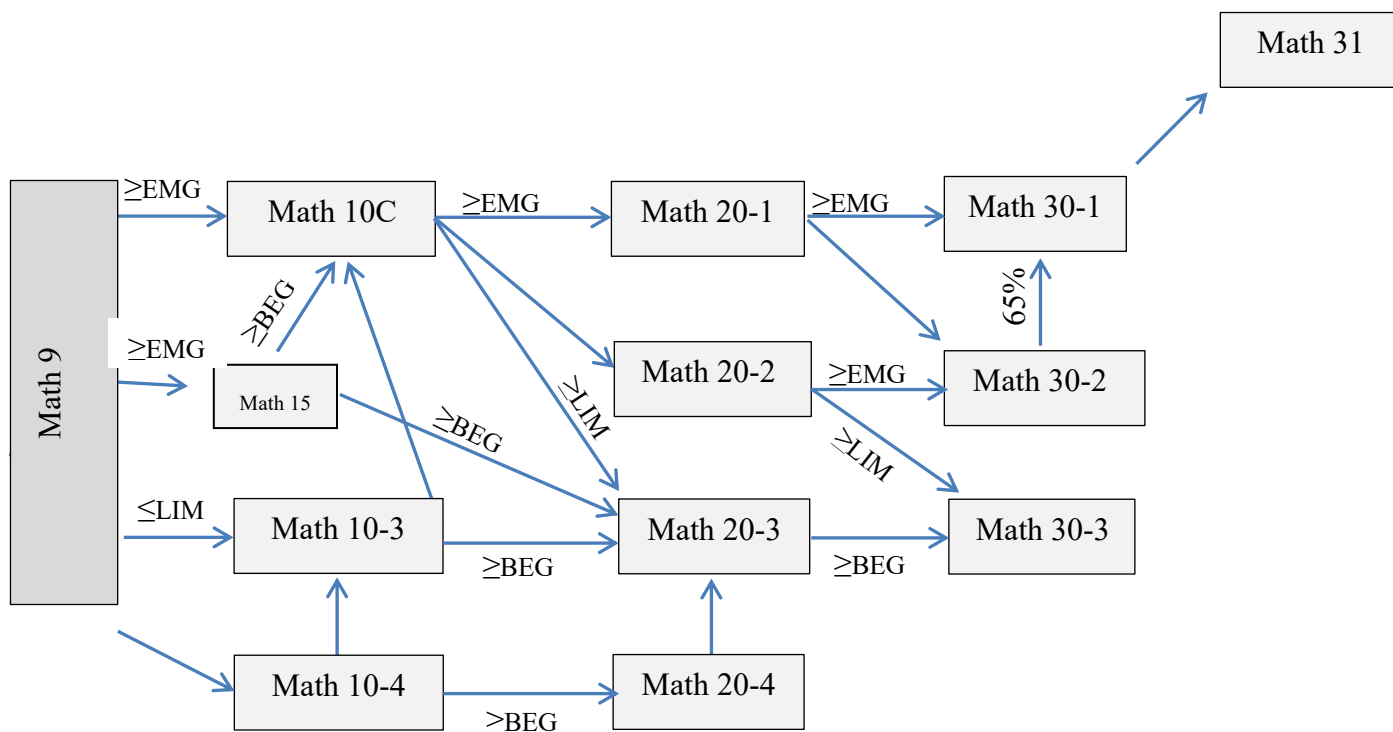 Math 31
≥EMG
Math 10C
≥EMG
Math 20-1
≥EMG
Math 30-1
≥BEG
65%
Math 9
≥EMG
Math 15
≥LIM
Math 20-2
≥EMG
Math 30-2
≥BEG
≥LIM
≤LIM
Math 10-3
≥BEG
Math 20-3
≥BEG
Math 30-3
Math 10-4
>BEG
Math 20-4